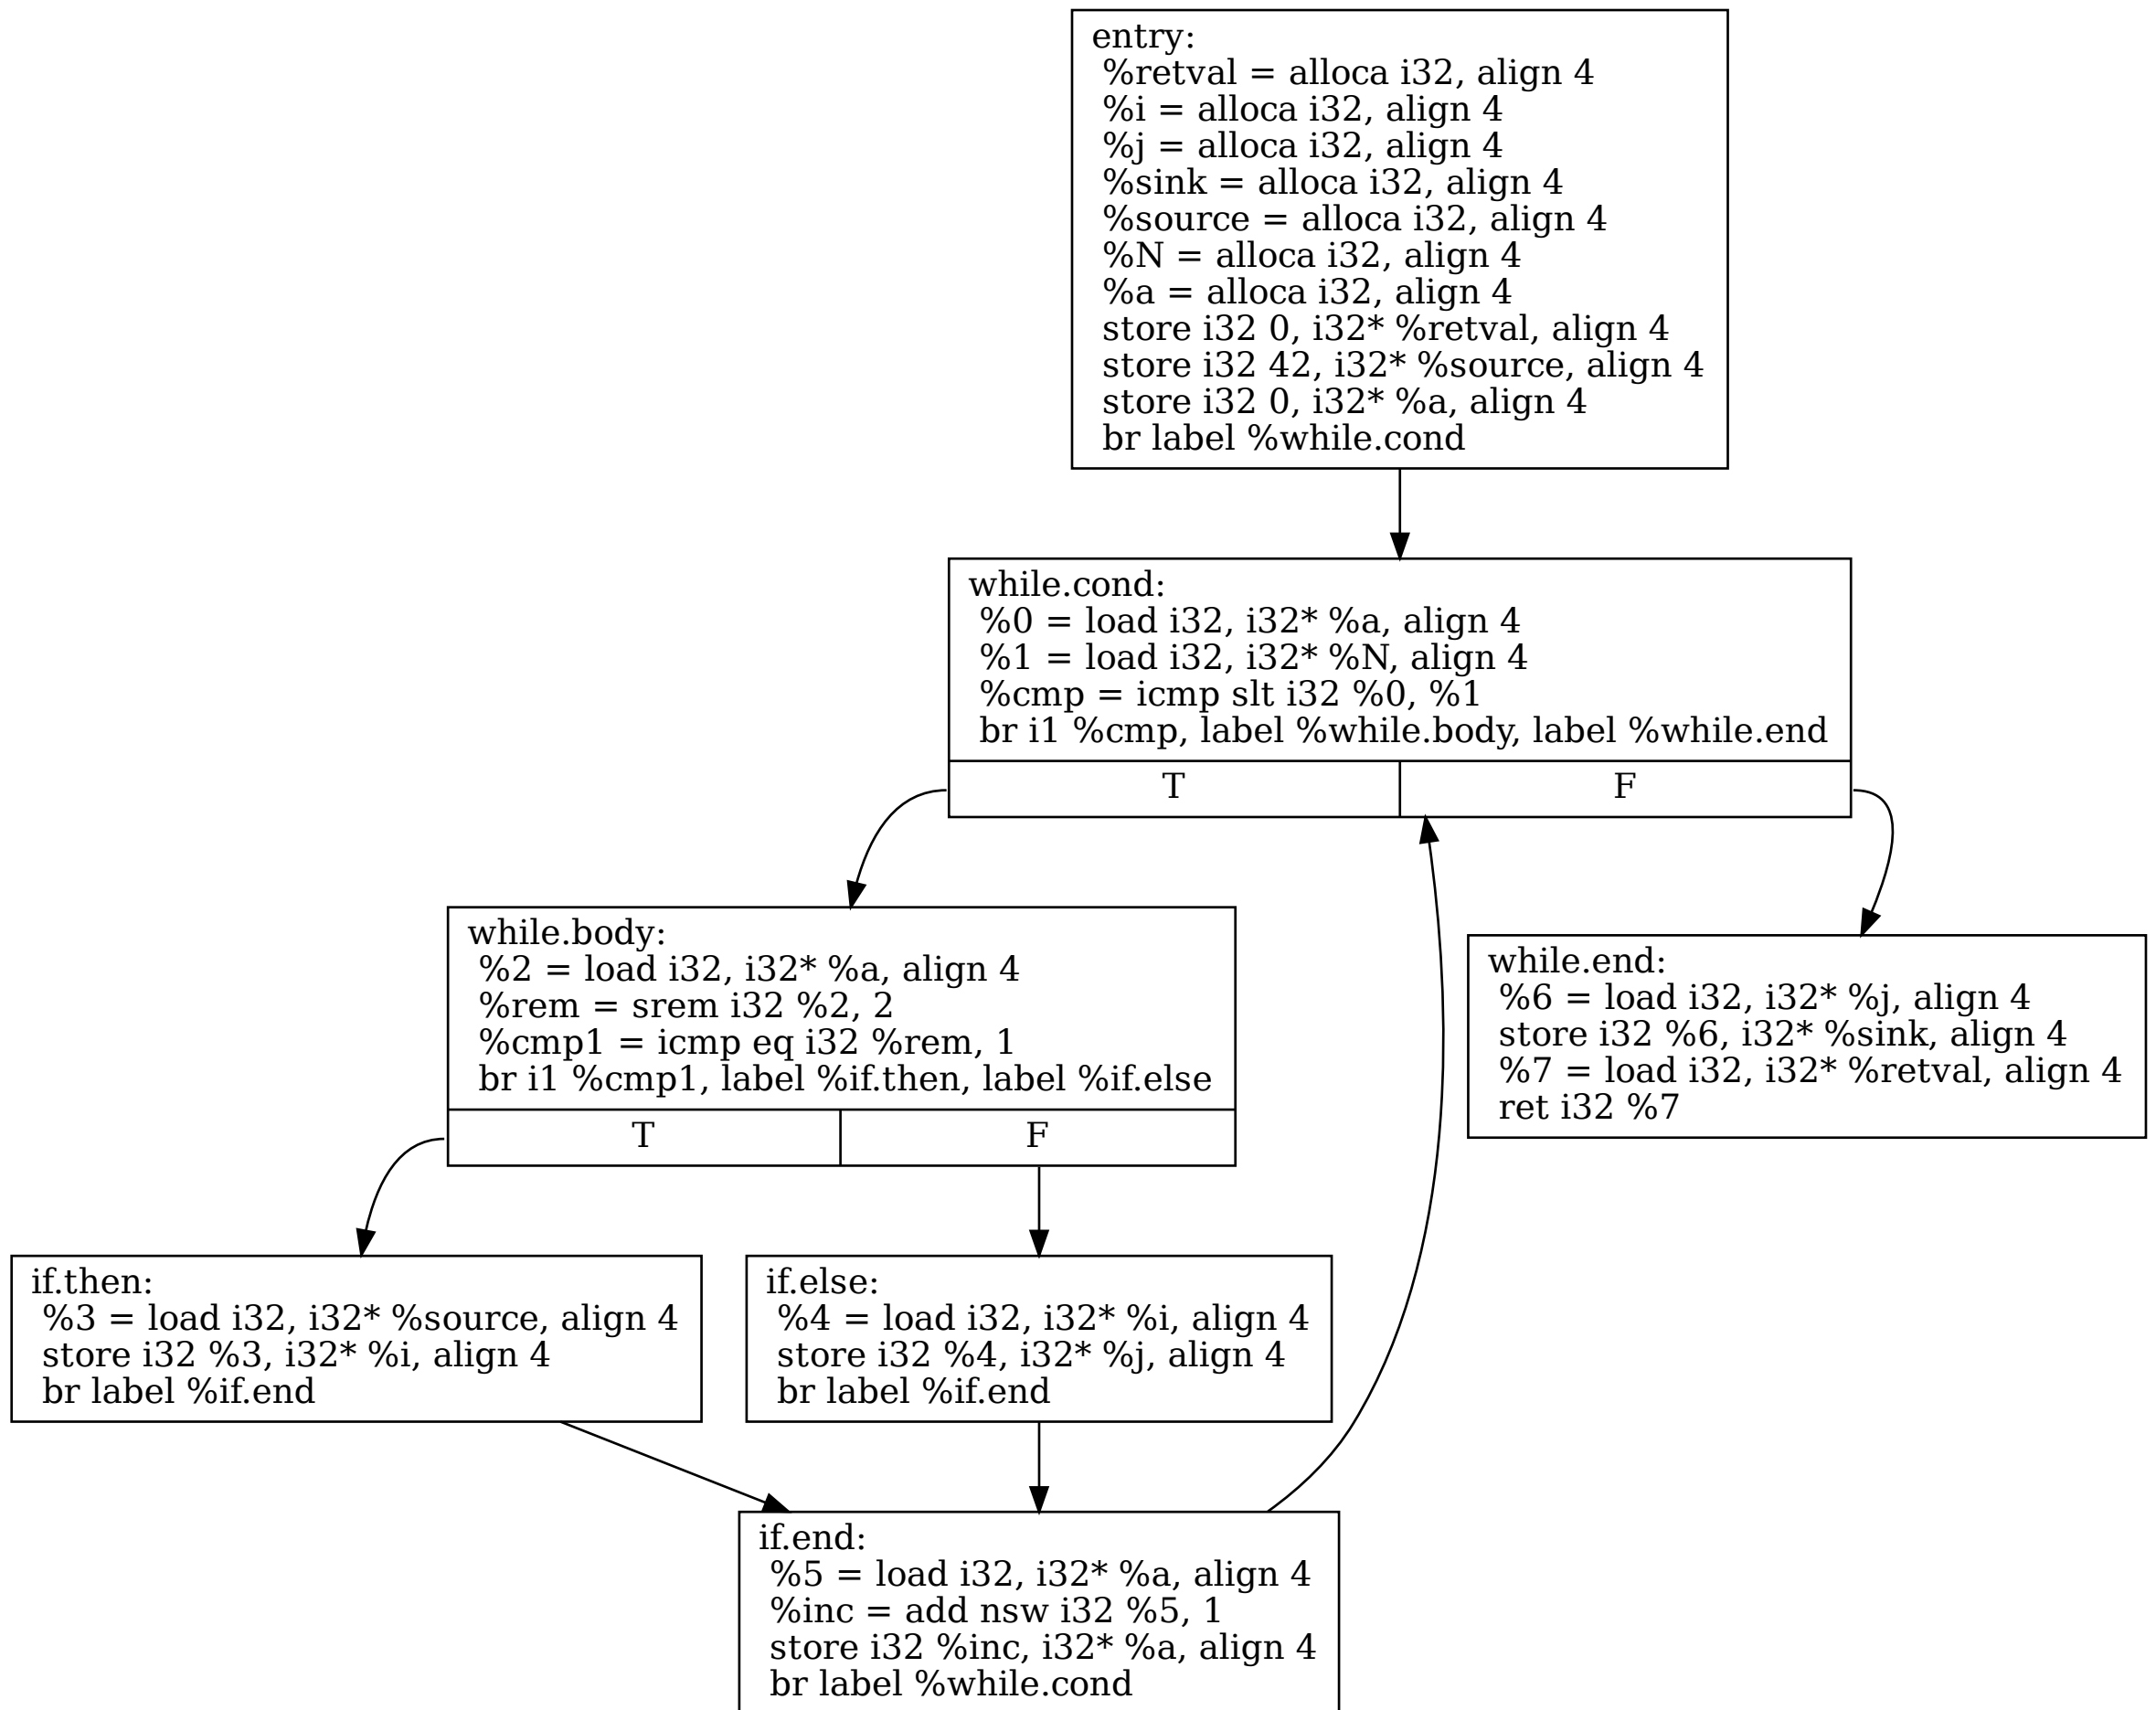 entry:
%retval = alloca i32, align 4
%i = alloca i32, align 4
%j = alloca i32, align 4
%sink = alloca i32, align 4
%source = alloca i32, align 4
%N = alloca i32, align 4
%a = alloca i32, align 4
store i32 0, i32* %retval, align 4
store i32 42, i32* %source, align 4
store i32 0, i32* %a, align 4
br label %while.cond
while.cond:
%0 = load i32, i32* %a, align 4
%1 = load i32, i32* %N, align 4
%cmp = icmp slt i32 %0, %1
br i1 %cmp, label %while.body, label %while.end
T
F
while.body:
%2 = load i32, i32* %a, align 4
%rem = srem i32 %2, 2
%cmp1 = icmp eq i32 %rem, 1
br i1 %cmp1, label %if.then, label %if.else
T
F
while.end:
%6 = load i32, i32* %j, align 4
store i32 %6, i32* %sink, align 4
%7 = load i32, i32* %retval, align 4
ret i32 %7
if.then:
%3 = load i32, i32* %source, align 4
store i32 %3, i32* %i, align 4
br label %if.end
if.else:
%4 = load i32, i32* %i, align 4
store i32 %4, i32* %j, align 4
br label %if.end
if.end:
%5 = load i32, i32* %a, align 4
%inc = add nsw i32 %5, 1
store i32 %inc, i32* %a, align 4
br label %while.cond